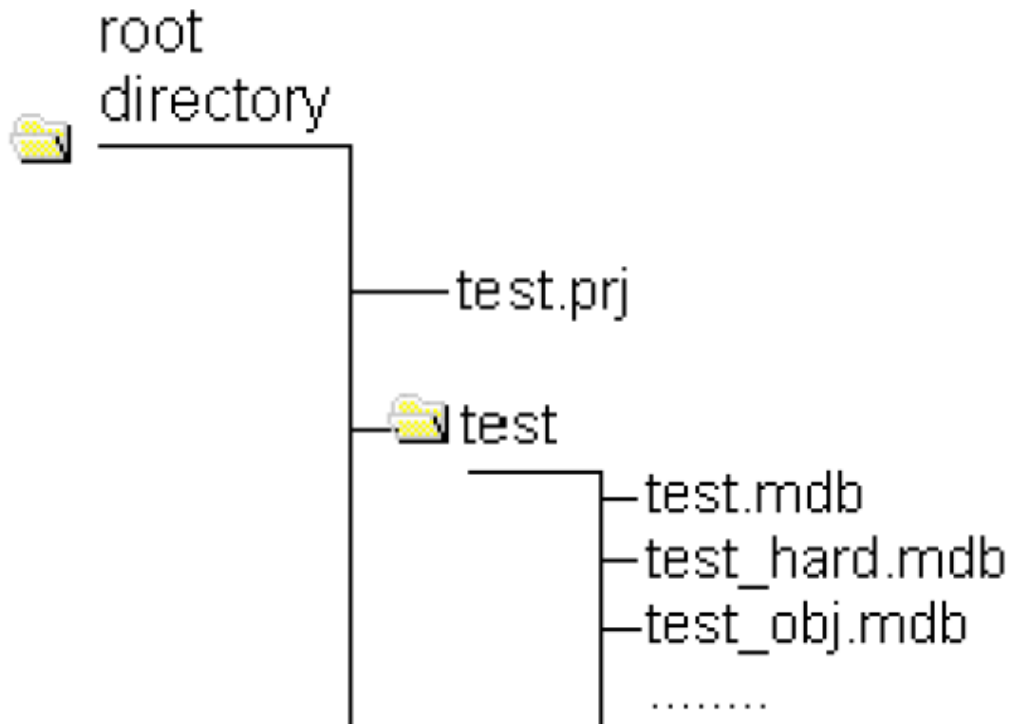 root
directory
test.prj
test
test.mdb
test_hard.mdb
test_obj.mdb
........